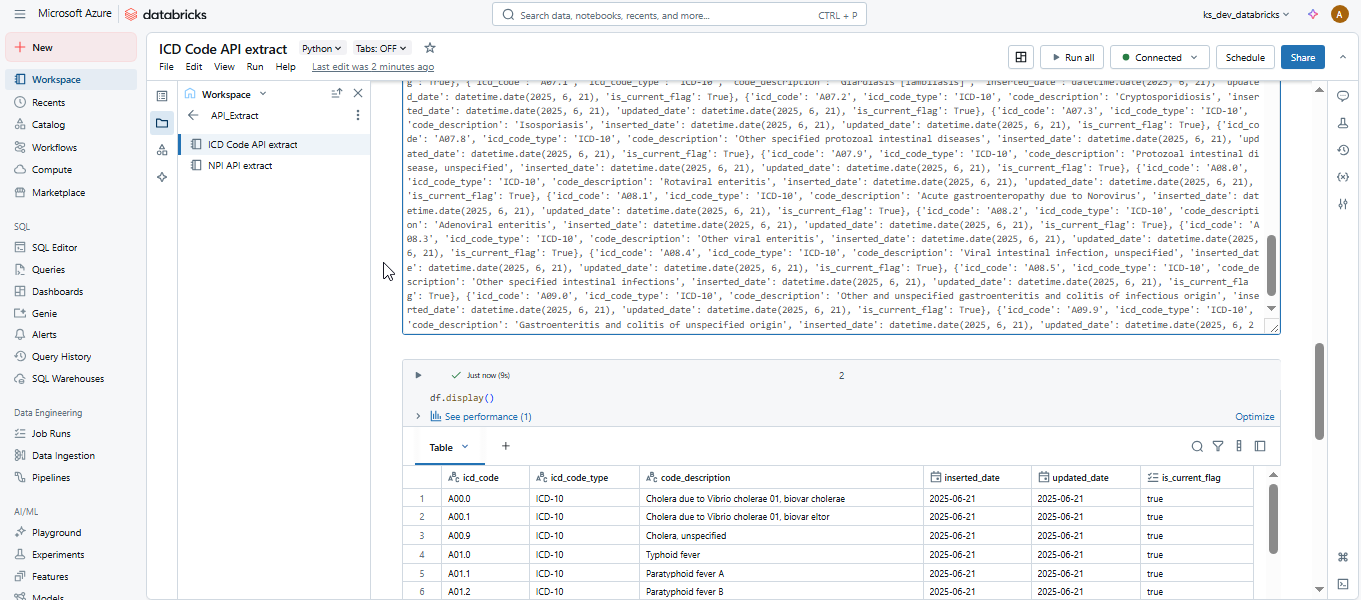 Microsoft Azure
databricks
Search data, notebooks, recents, and more...
CTRL + P
ks_dev_databricks
A
New
Workspace
Recents
Catalog
Workflows
Compute
Marketplace
SQL
SQL Editor
Queries
Dashboards
Genie
Alerts
Query History
SQL Warehouses
Data Engineering
Job Runs
Data Ingestion
Pipelines
AI/ML
Playground
Experiments
Features
Models
ICD Code API extract
Python
Tabs: OFF
File Edit View Run Help
Last edit was 2 minutes ago
Run all
Connected
Schedule
Share
Workspace
API_Extract
ICD Code API extract
NPI API extract
g': True}, {'icd_code': 'A07.1', 'icd_code_type': 'ICD-10', 'code_description': 'Giardiasis [lambliasis]', 'inserted_date': datetime.date(2025, 6, 21), 'update
d_date': datetime.date(2025, 6, 21), 'is_current_flag': True}, {'icd_code': 'A07.2', 'icd_code_type': 'ICD-10', 'code_description': 'Cryptosporidiosis', 'inser
ted_date': datetime.date(2025, 6, 21), 'updated_date': datetime.date(2025, 6, 21), 'is_current_flag': True}, {'icd_code': 'A07.3', 'icd_code_type': 'ICD-10',
'code_description': 'Isosporiasis', 'inserted_date': datetime.date(2025, 6, 21), 'updated_date': datetime.date(2025, 6, 21), 'is_current_flag': True}, {'icd_co
de': 'A07.8', 'icd_code_type': 'ICD-10', 'code_description': 'Other specified protozoal intestinal diseases', 'inserted_date': datetime.date(2025, 6, 21), 'upd
ated_date': datetime.date(2025, 6, 21), 'is_current_flag': True}, {'icd_code': 'A07.9', 'icd_code_type': 'ICD-10', 'code_description': 'Protozoal intestinal di
sease, unspecified', 'inserted_date': datetime.date(2025, 6, 21), 'updated_date': datetime.date(2025, 6, 21), 'is_current_flag': True}, {'icd_code': 'A08.0',
'icd_code_type': 'ICD-10', 'code_description': 'Rotaviral enteritis', 'inserted_date': datetime.date(2025, 6, 21), 'updated_date': datetime.date(2025, 6, 21),
'is_current_flag': True}, {'icd_code': 'A08.1', 'icd_code_type': 'ICD-10', 'code_description': 'Acute gastroenteropathy due to Norovirus', 'inserted_date': dat
etime.date(2025, 6, 21), 'updated_date': datetime.date(2025, 6, 21), 'is_current_flag': True}, {'icd_code': 'A08.2', 'icd_code_type': 'ICD-10', 'code_descripti
on': 'Adenoviral enteritis', 'inserted_date': datetime.date(2025, 6, 21), 'updated_date': datetime.date(2025, 6, 21), 'is_current_flag': True}, {'icd_code': 'A
08.3', 'icd_code_type': 'ICD-10', 'code_description': 'Other viral enteritis', 'inserted_date': datetime.date(2025, 6, 21), 'updated_date': datetime.date(2025,
6, 21), 'is_current_flag': True}, {'icd_code': 'A08.4', 'icd_code_type': 'ICD-10', 'code_description': 'Viral intestinal infection, unspecified', 'inserted_dat
e': datetime.date(2025, 6, 21), 'updated_date': datetime.date(2025, 6, 21), 'is_current_flag': True}, {'icd_code': 'A08.5', 'icd_code_type': 'ICD-10', 'code_de
scription': 'Other specified intestinal infections', 'inserted_date': datetime.date(2025, 6, 21), 'updated_date': datetime.date(2025, 6, 21), 'is_current_fla
g': True}, {'icd_code': 'A09.0', 'icd_code_type': 'ICD-10', 'code_description': 'Other and unspecified gastroenteritis and colitis of infectious origin', 'inse
rted_date': datetime.date(2025, 6, 21), 'updated_date': datetime.date(2025, 6, 21), 'is_current_flag': True}, {'icd_code': 'A09.9', 'icd_code_type': 'ICD-10',
'code_description': 'Gastroenteritis and colitis of unspecified origin', 'inserted_date': datetime.date(2025, 6, 21), 'updated_date': datetime.date(2025, 6, 2
Just now (9s)
2
df.display()
See performance (1)
Optimize
Table
icd_code icd_code_type code_description inserted_date updated_date is_current_flag
1 A00.0 ICD-10 Cholera due to Vibrio cholerae 01, biovar cholerae 2025-06-21 2025-06-21 true
2 A00.1 ICD-10 Cholera due to Vibrio cholerae 01, biovar eltor 2025-06-21 2025-06-21 true
3 A00.9 ICD-10 Cholera, unspecified 2025-06-21 2025-06-21 true
4 A01.0 ICD-10 Typhoid fever 2025-06-21 2025-06-21 true
5 A01.1 ICD-10 Paratyphoid fever A 2025-06-21 2025-06-21 true
6 A01.2 ICD-10 Paratyphoid fever B 2025-06-21 2025-06-21 true